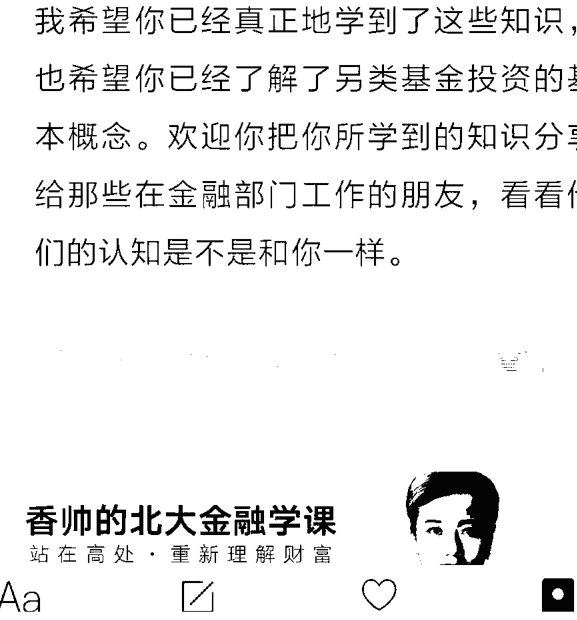 我希望你已经真正地学到了这些知识，
也希望你已经了解了另类基金投资的基
本概念。欢迎你把你所学到的知识分享
给那些在金融部门工作的朋友，看看他
们的认知是不是和你一样。
香帅的北大金融学课
站在高处·重新理解财富
Aa